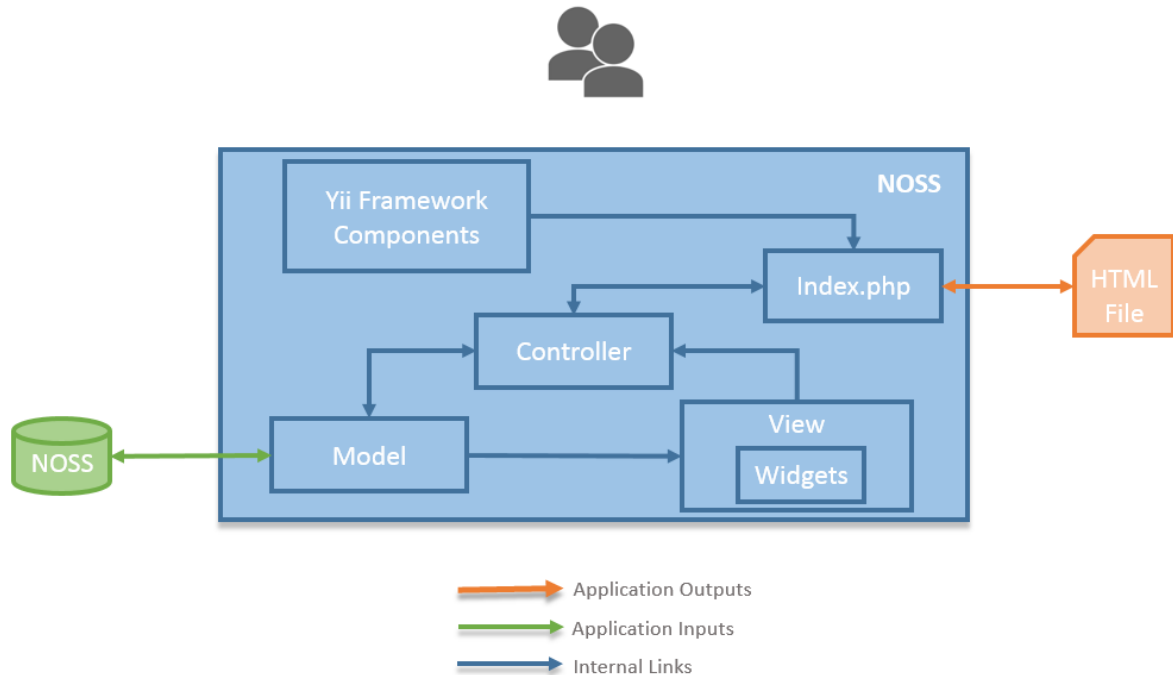 NOSS
Yii Framework
Components
Index.php
HTML
File
Controller
View
Widgets
Model
NOSS
Application Outputs
Application Inputs
Internal Links